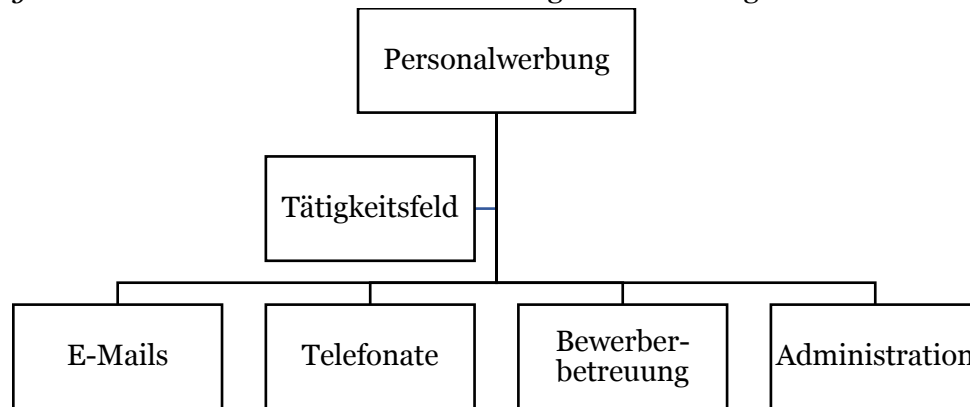 Personalwerbung
Tätigkeitsfeld
E-Mails
Telefonate
Bewerber-
betreuung
Administration